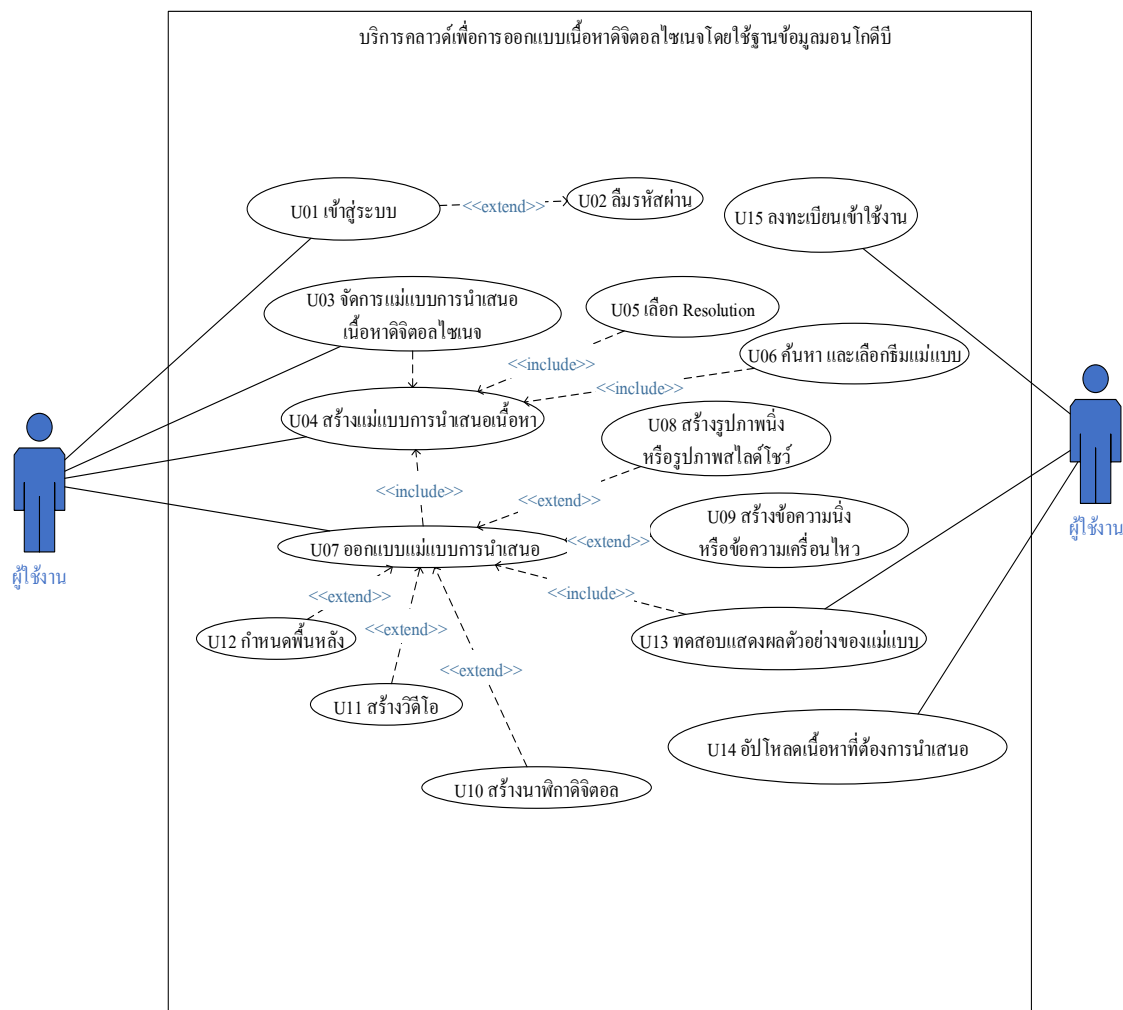 บริการคลาวด์เพื่อการออกแบบเนื้อหาดิจิตอลไซเนจโดยใช้ฐานข้อมูลมอนโกดีบี
U01 เข้าสู่ระบบ
<<extend>>
U02 ลืมรหัสผ่าน
U15 ลงทะเบียนเข้าใช้งาน
U03 จัดการแม่แบบการนำเสนอ
เนื้อหาดิจิตอลไซเนจ
U05 เลือก Resolution
U06 ค้นหา และเลือกธีมแม่แบบ
<<include>>
<<include>>
U04 สร้างแม่แบบการนำเสนอเนื้อหา
U08 สร้างรูปภาพนิ่ง
หรือรูปภาพสไลด์โชว์
<<include>>
<<extend>>
U09 สร้างข้อความนิ่ง
หรือข้อความเครื่อนไหว
<<extend>>
U07 ออกแบบแม่แบบการนำเสนอ
ผู้ใช้งาน
ผู้ใช้งาน
<<extend>>
<<include>>
<<extend>>
U12 กำหนดพื้นหลัง
U13 ทดสอบแสดงผลตัวอย่างของแม่แบบ
<<extend>>
U11 สร้างวิดีโอ
U14 อัปโหลดเนื้อหาที่ต้องการนำเสนอ
U10 สร้างนาฬิกาดิจิตอล